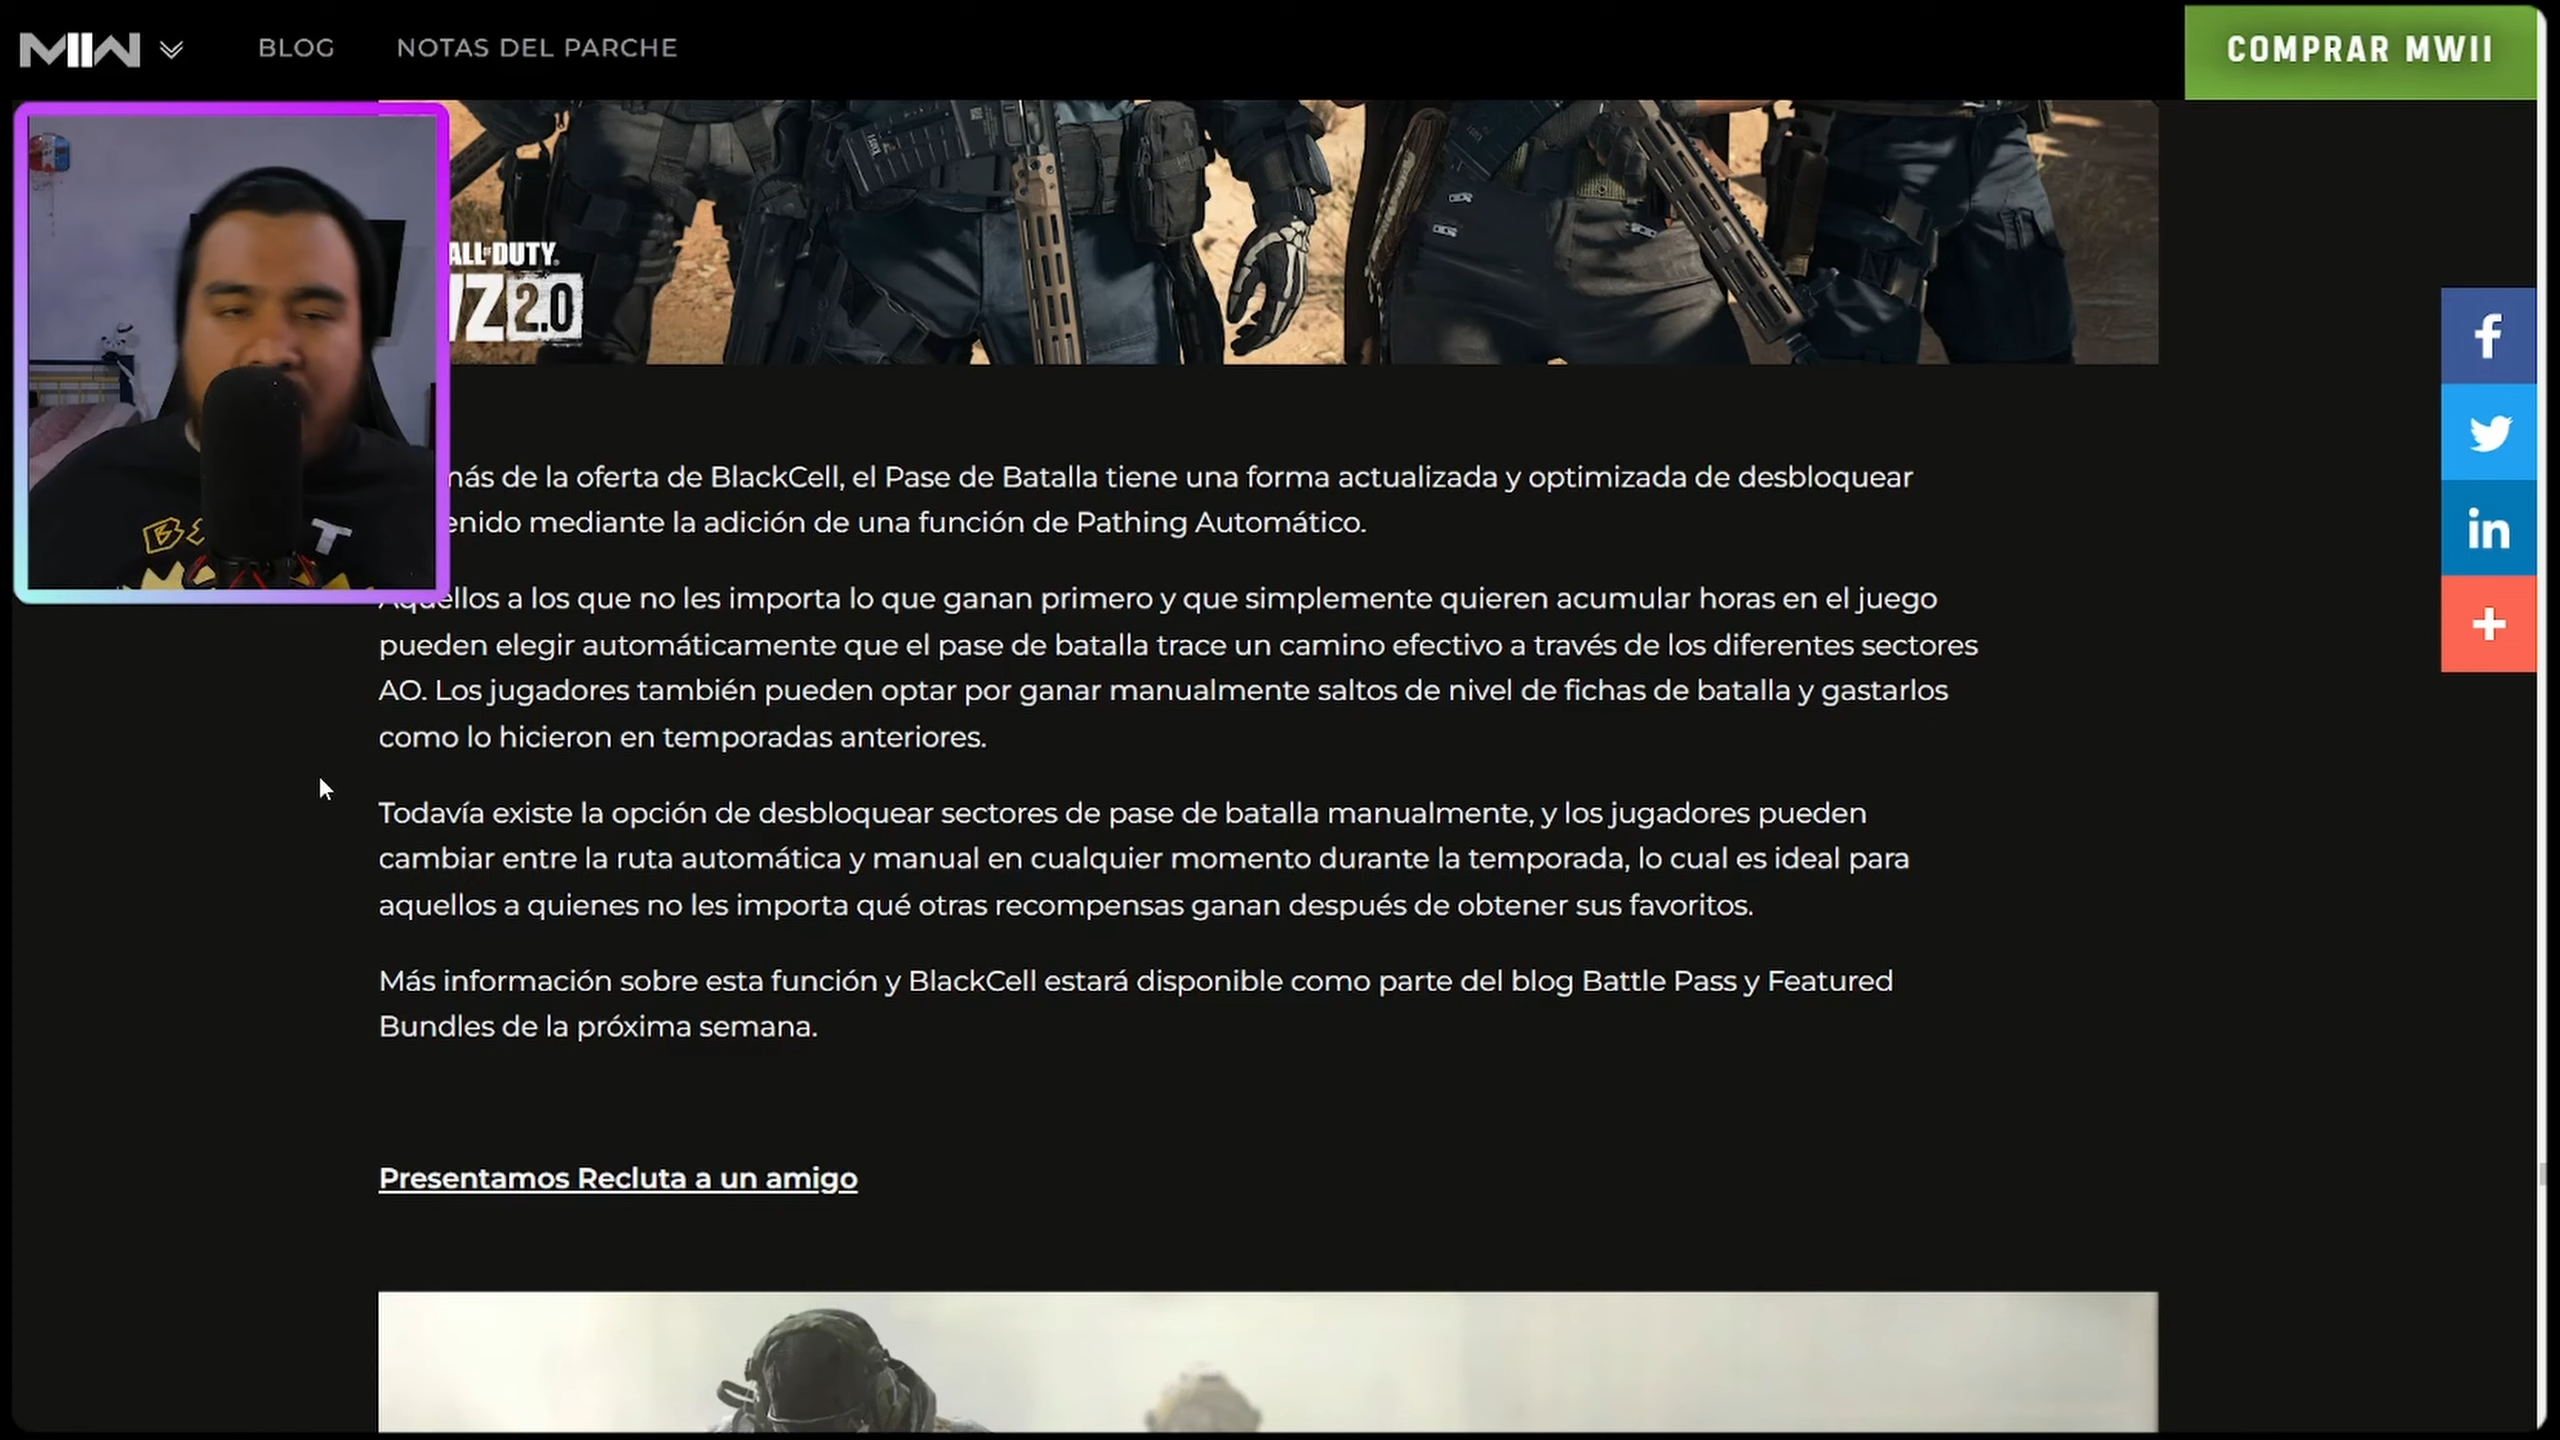 MIIW
BLOG
NOTAS DEL PARCHE
COMPRAR MWII
ALL OF DUTY
WZ 2.0
más de la oferta de BlackCell, el Pase de Batalla tiene una forma actualizada y optimizada de desbloquear
enido mediante la adición de una función de Pathing Automático.
Aquellos a los que no les importa lo que ganan primero y que simplemente quieren acumular horas en el juego
pueden elegir automáticamente que el pase de batalla trace un camino efectivo a través de los diferentes sectores
AO. Los jugadores también pueden optar por ganar manualmente saltos de nivel de fichas de batalla y gastarlos
como lo hicieron en temporadas anteriores.
Todavía existe la opción de desbloquear sectores de pase de batalla manualmente, y los jugadores pueden
cambiar entre la ruta automática y manual en cualquier momento durante la temporada, lo cual es ideal para
aquellos a quienes no les importa qué otras recompensas ganan después de obtener sus favoritos.
Más información sobre esta función y BlackCell estará disponible como parte del blog Battle Pass y Featured
Bundles de la próxima semana.
Presentamos Recluta a un amigo